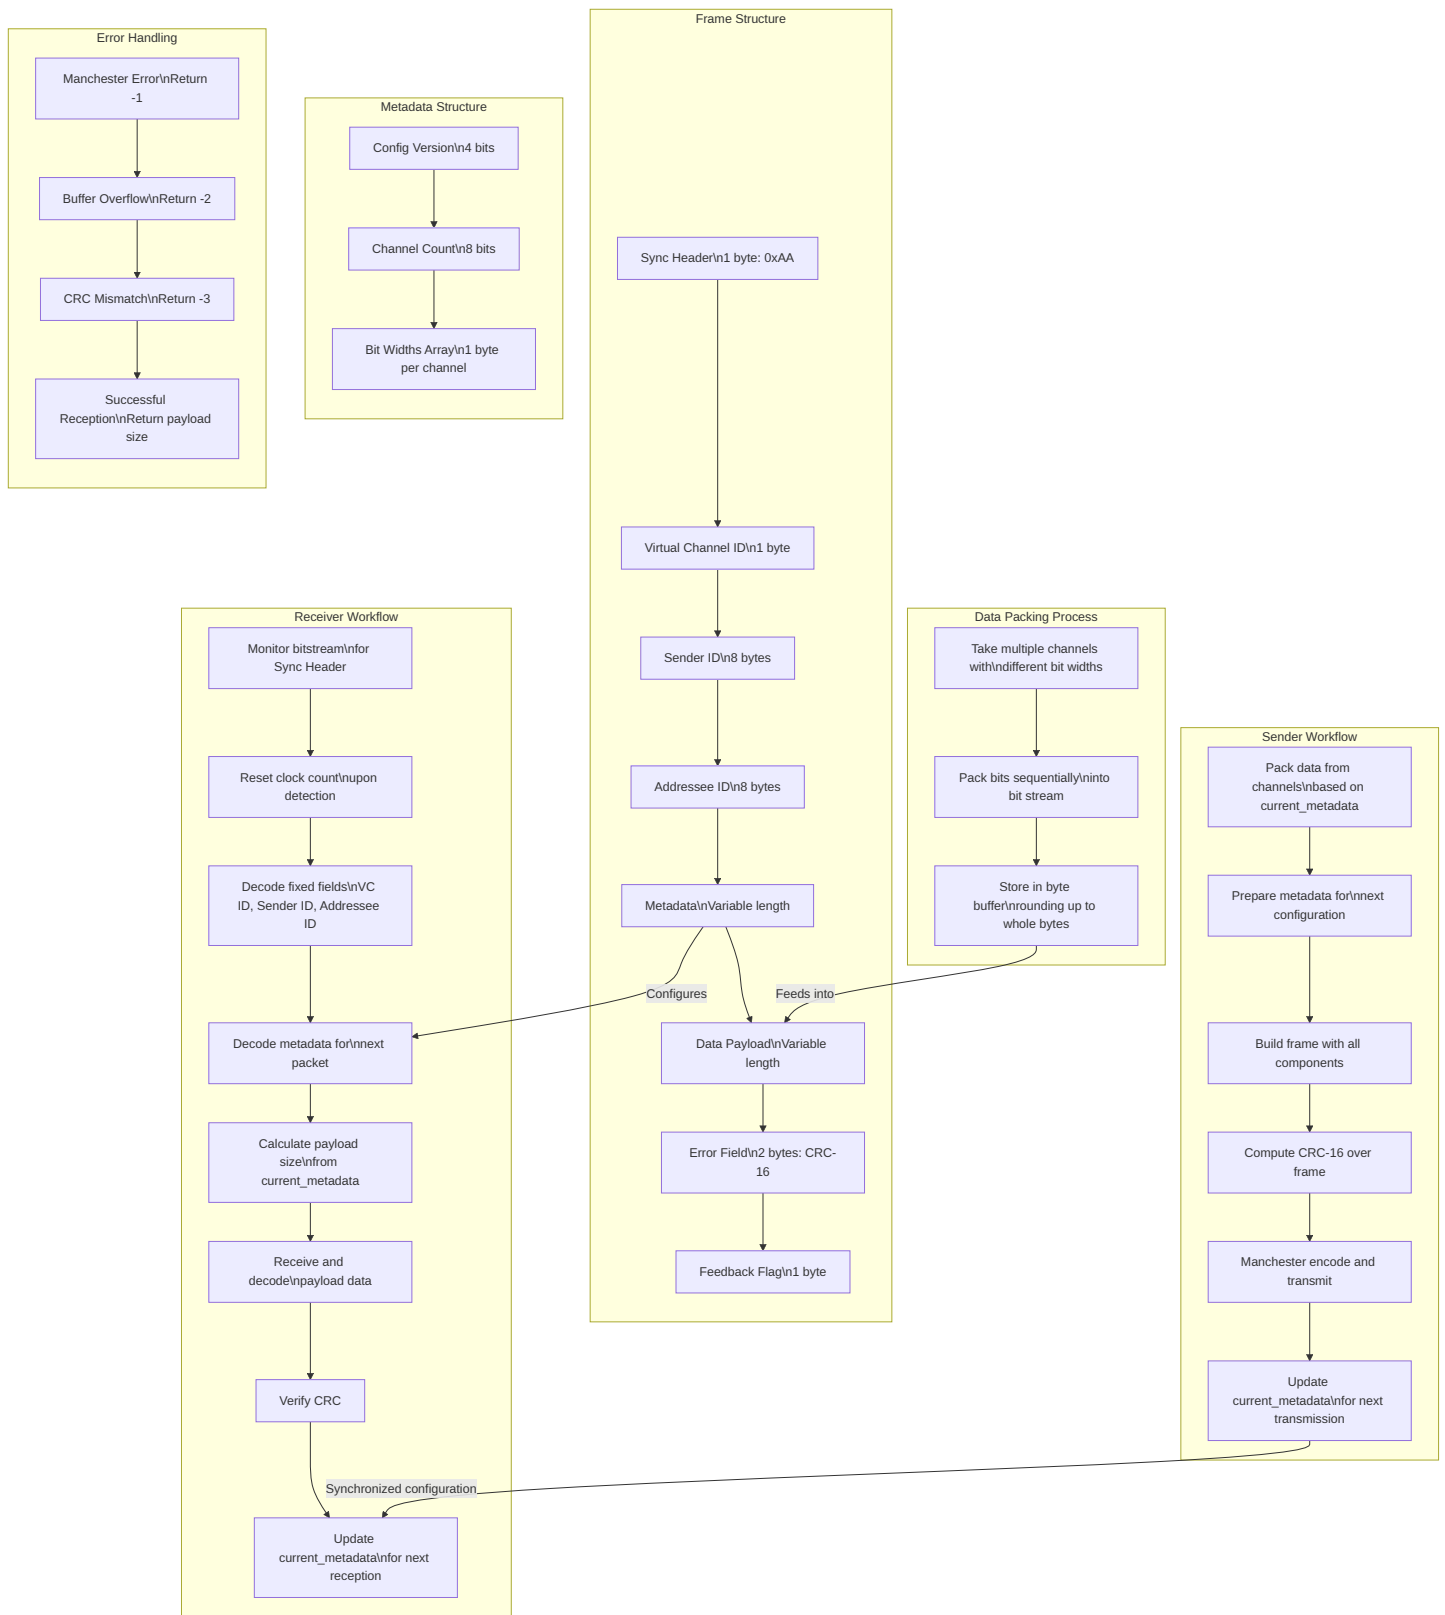 Error Handling
Manchester Error\nReturn
-1
Buffer Overflow\nReturn -2
CRC Mismatch\nReturn -3
Successful
Reception\nReturn payload
size
Metadata Structure
Config Version\n4 bits
Channel Count\n8 bits
Bit Widths Array\n1 byte
per channel
Frame Structure
Sync Header\n1 byte: 0xAA
Virtual Channel ID\n1 byte
Sender ID\n8 bytes
Addressee ID\n8 bytes
Metadata\nVariable length
Configures
Feeds into
Data Payload\nVariable
length
Error Field\n2 bytes: CRC-
16
Feedback Flag\n1 byte
Receiver Workflow
Monitor bitstream\nfor
Sync Header
Reset clock count\nupon
detection
Decode fixed fields\nVC
ID, Sender ID, Addressee
ID
Decode metadata for\nnext
packet
Calculate payload
size\nfrom
current_metadata
Receive and
decode\npayload data
Verify CRC
Synchronized configuration
Update
current_metadata\nfor next
reception
Data Packing Process
Take multiple channels
with\ndifferent bit widths
Pack bits sequentially\ninto
bit stream
Store in byte
buffer\nrounding up to
whole bytes
Sender Workflow
Pack data from
channels\nbased on
current_metadata
Prepare metadata for\nnext
configuration
Build frame with all
components
Compute CRC-16 over
frame
Manchester encode and
transmit
Update
current_metadata\nfor next
transmission